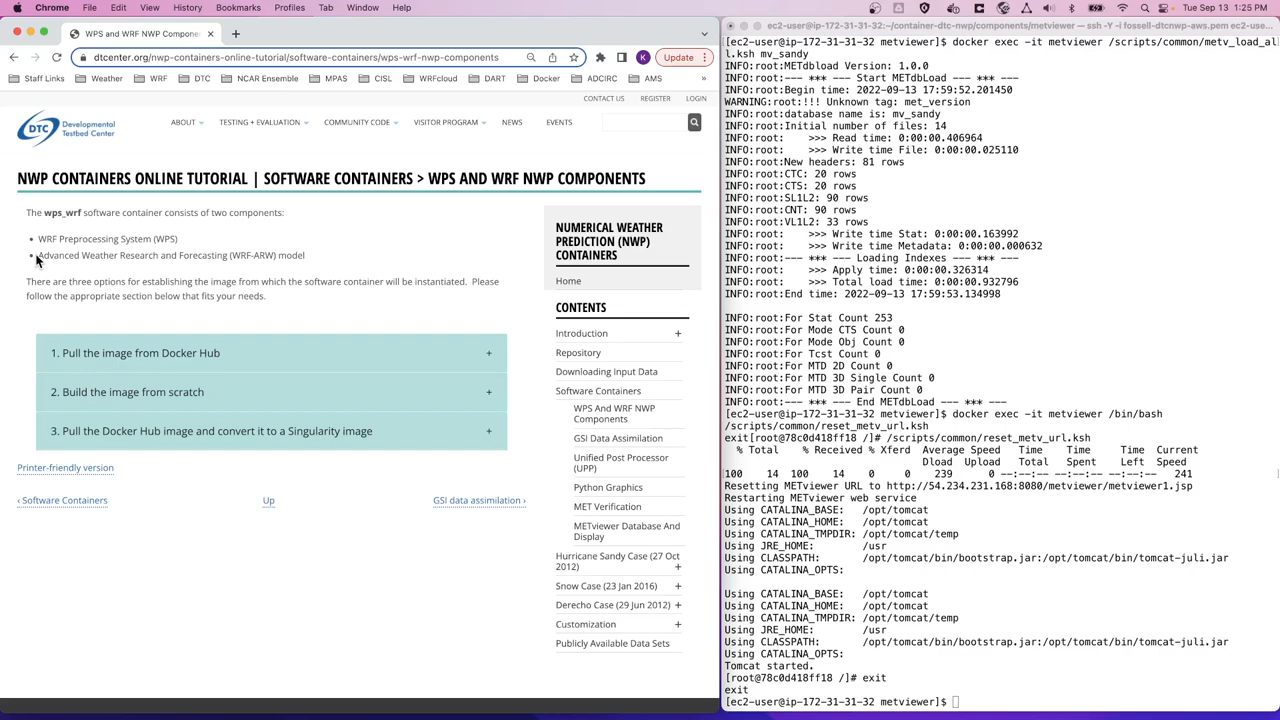 Chrome File Edit View History Bookmarks Profiles Tab Window Help Tue Sep 13 1:25 PM
WPS and WRF NWP Componen
dtcenter.org/nwp-containers-online-tutorial/software-containers/wps-wrf-nwp-components
K
Update
Staff Links Weather WRF DTC NCAR Ensemble MPAS CISL WRFcloud DART Docker ADCIRC AMS »
CONTACT US REGISTER LOGIN
DTC Developmental Testbed Center
ABOUT TESTING + EVALUATION COMMUNITY CODE VISITOR PROGRAM NEWS EVENTS
NWP CONTAINERS ONLINE TUTORIAL | SOFTWARE CONTAINERS > WPS AND WRF NWP COMPONENTS
The wps_wrf software container consists of two components:
• WRF Preprocessing System (WPS)
• Advanced Weather Research and Forecasting (WRF-ARW) model
There are three options for establishing the image from which the software container will be instantiated. Please
follow the appropriate section below that fits your needs.
1. Pull the image from Docker Hub +
2. Build the image from scratch +
3. Pull the Docker Hub image and convert it to a Singularity image +
Printer-friendly version
‹ Software Containers Up GSI data assimilation ›
NUMERICAL WEATHER
PREDICTION (NWP)
CONTAINERS
Home
CONTENTS
Introduction +
Repository
Downloading Input Data
Software Containers
WPS And WRF NWP
Components
GSI Data Assimilation
Unified Post Processor
(UPP)
Python Graphics
MET Verification
METviewer Database And
Display
Hurricane Sandy Case (27 Oct
2012) +
Snow Case (23 Jan 2016) +
Derecho Case (29 Jun 2012) +
Customization +
Publicly Available Data Sets
ec2-user@ip-172-31-31-32:~/container-dtc-nwp/components/metviewer — ssh -Y -i fossell-dtcnwp-aws.pem ec2-use...
[ec2-user@ip-172-31-31-32 metviewer]$ docker exec -it metviewer /scripts/common/metv_load_al
l.ksh mv_sandy
INFO:root:METdbload Version: 1.0.0
INFO:root:--- *** --- Start METdbLoad --- *** ---
INFO:root:Begin time: 2022-09-13 17:59:52.201450
WARNING:root:!!! Unknown tag: met_version
INFO:root:database name is: mv_sandy
INFO:root:Initial number of files: 14
INFO:root: >>> Read time: 0:00:00.406964
INFO:root: >>> Write time File: 0:00:00.025110
INFO:root:New headers: 81 rows
INFO:root:CTC: 20 rows
INFO:root:CTS: 20 rows
INFO:root:SL1L2: 90 rows
INFO:root:CNT: 90 rows
INFO:root:VL1L2: 33 rows
INFO:root: >>> Write time Stat: 0:00:00.163992
INFO:root: >>> Write time Metadata: 0:00:00.000632
INFO:root:--- *** --- Loading Indexes --- *** ---
INFO:root: >>> Apply time: 0:00:00.326314
INFO:root: >>> Total load time: 0:00:00.932796
INFO:root:End time: 2022-09-13 17:59:53.134998
INFO:root:For Stat Count 253
INFO:root:For Mode CTS Count 0
INFO:root:For Mode Obj Count 0
INFO:root:For Tcst Count 0
INFO:root:For MTD 2D Count 0
INFO:root:For MTD 3D Single Count 0
INFO:root:For MTD 3D Pair Count 0
INFO:root:--- *** --- End METdbLoad --- *** ---
[ec2-user@ip-172-31-31-32 metviewer]$ docker exec -it metviewer /bin/bash
/scripts/common/reset_metv_url.ksh
exit[root@78c0d418ff18 /]# /scripts/common/reset_metv_url.ksh
% Total % Received % Xferd Average Speed Time Time Time Current
Dload Upload Total Spent Left Speed
100 14 100 14 0 0 239 0 --:--:-- --:--:-- --:--:-- 241
Resetting METviewer URL to http://54.234.231.168:8080/metviewer/metviewer1.jsp
Restarting METviewer web service
Using CATALINA_BASE: /opt/tomcat
Using CATALINA_HOME: /opt/tomcat
Using CATALINA_TMPDIR: /opt/tomcat/temp
Using JRE_HOME: /usr
Using CLASSPATH: /opt/tomcat/bin/bootstrap.jar:/opt/tomcat/bin/tomcat-juli.jar
Using CATALINA_OPTS:
Using CATALINA_BASE: /opt/tomcat
Using CATALINA_HOME: /opt/tomcat
Using CATALINA_TMPDIR: /opt/tomcat/temp
Using JRE_HOME: /usr
Using CLASSPATH: /opt/tomcat/bin/bootstrap.jar:/opt/tomcat/bin/tomcat-juli.jar
Using CATALINA_OPTS:
Tomcat started.
[root@78c0d418ff18 /]# exit
exit
[ec2-user@ip-172-31-31-32 metviewer]$